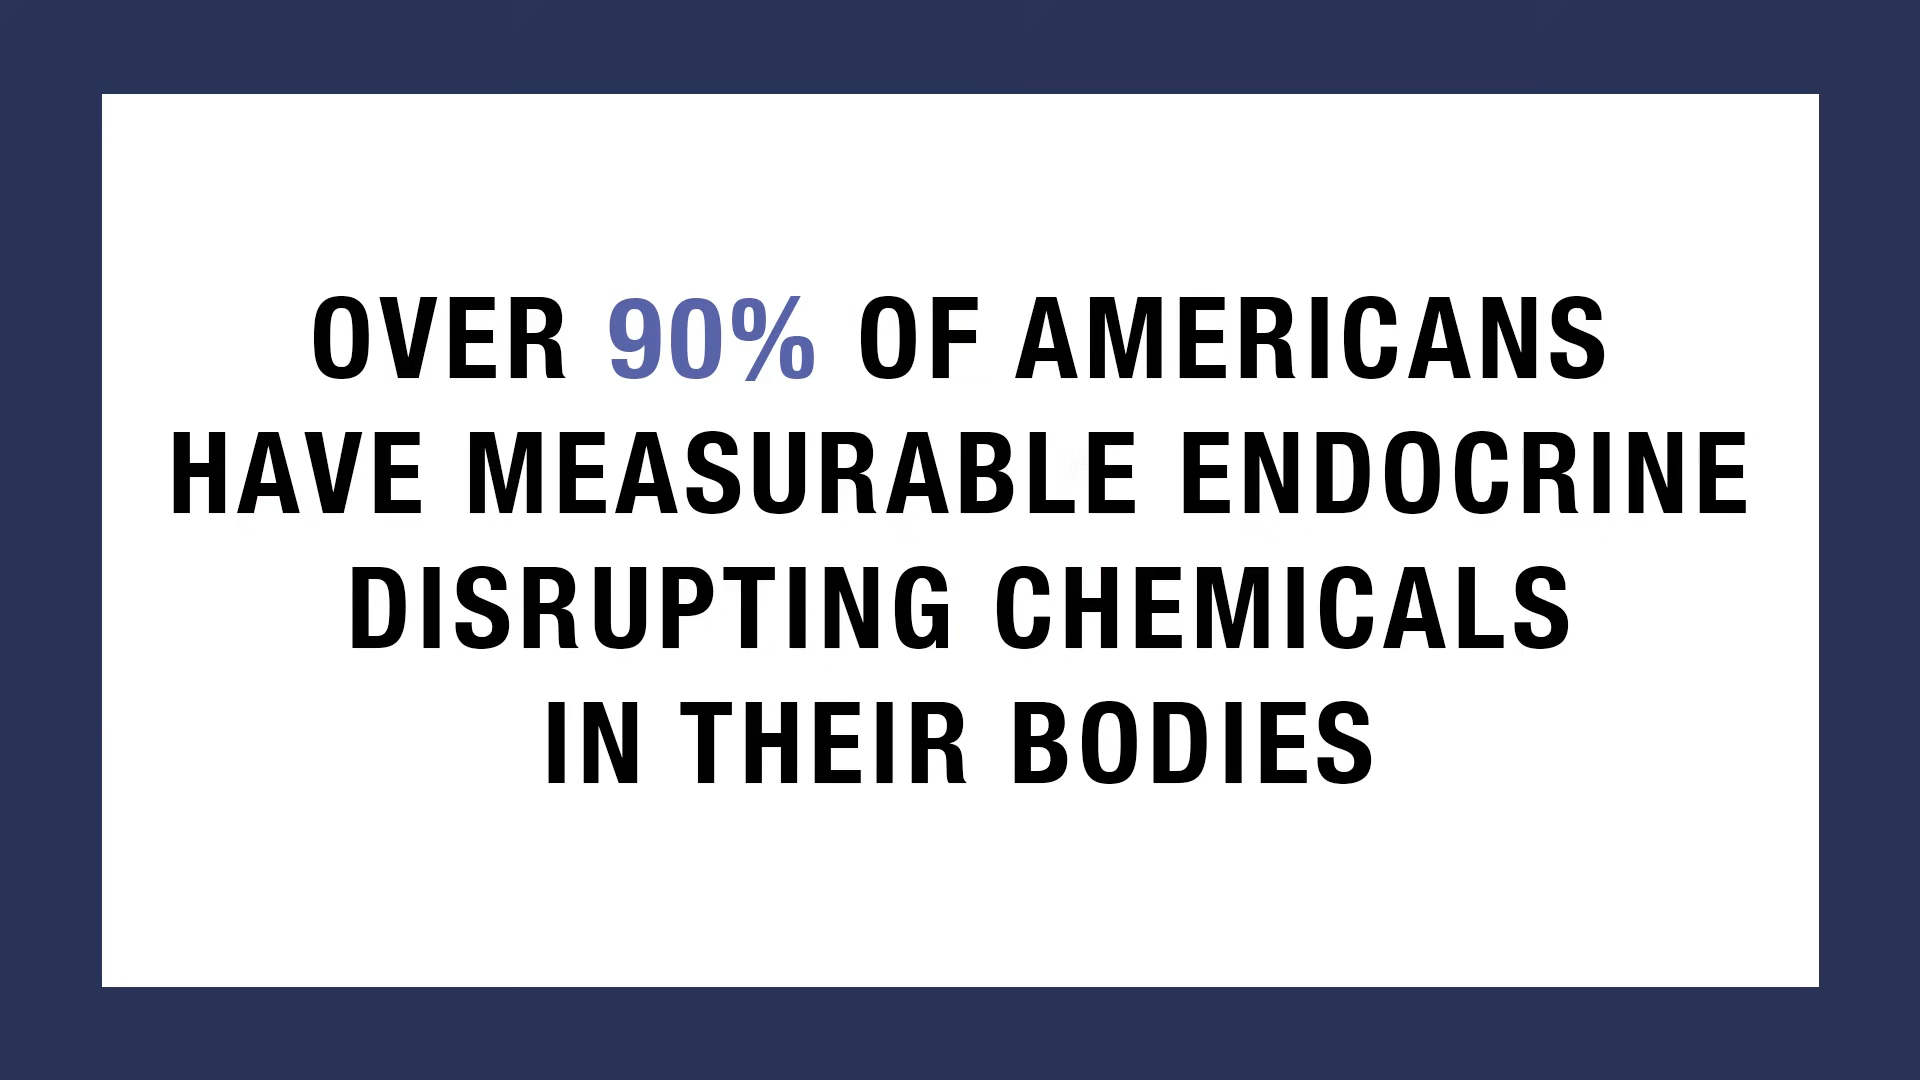 OVER 90% OF AMERICANS
HAVE MEASURABLE ENDOCRINE
DISRUPTING CHEMICALS
IN THEIR BODIES